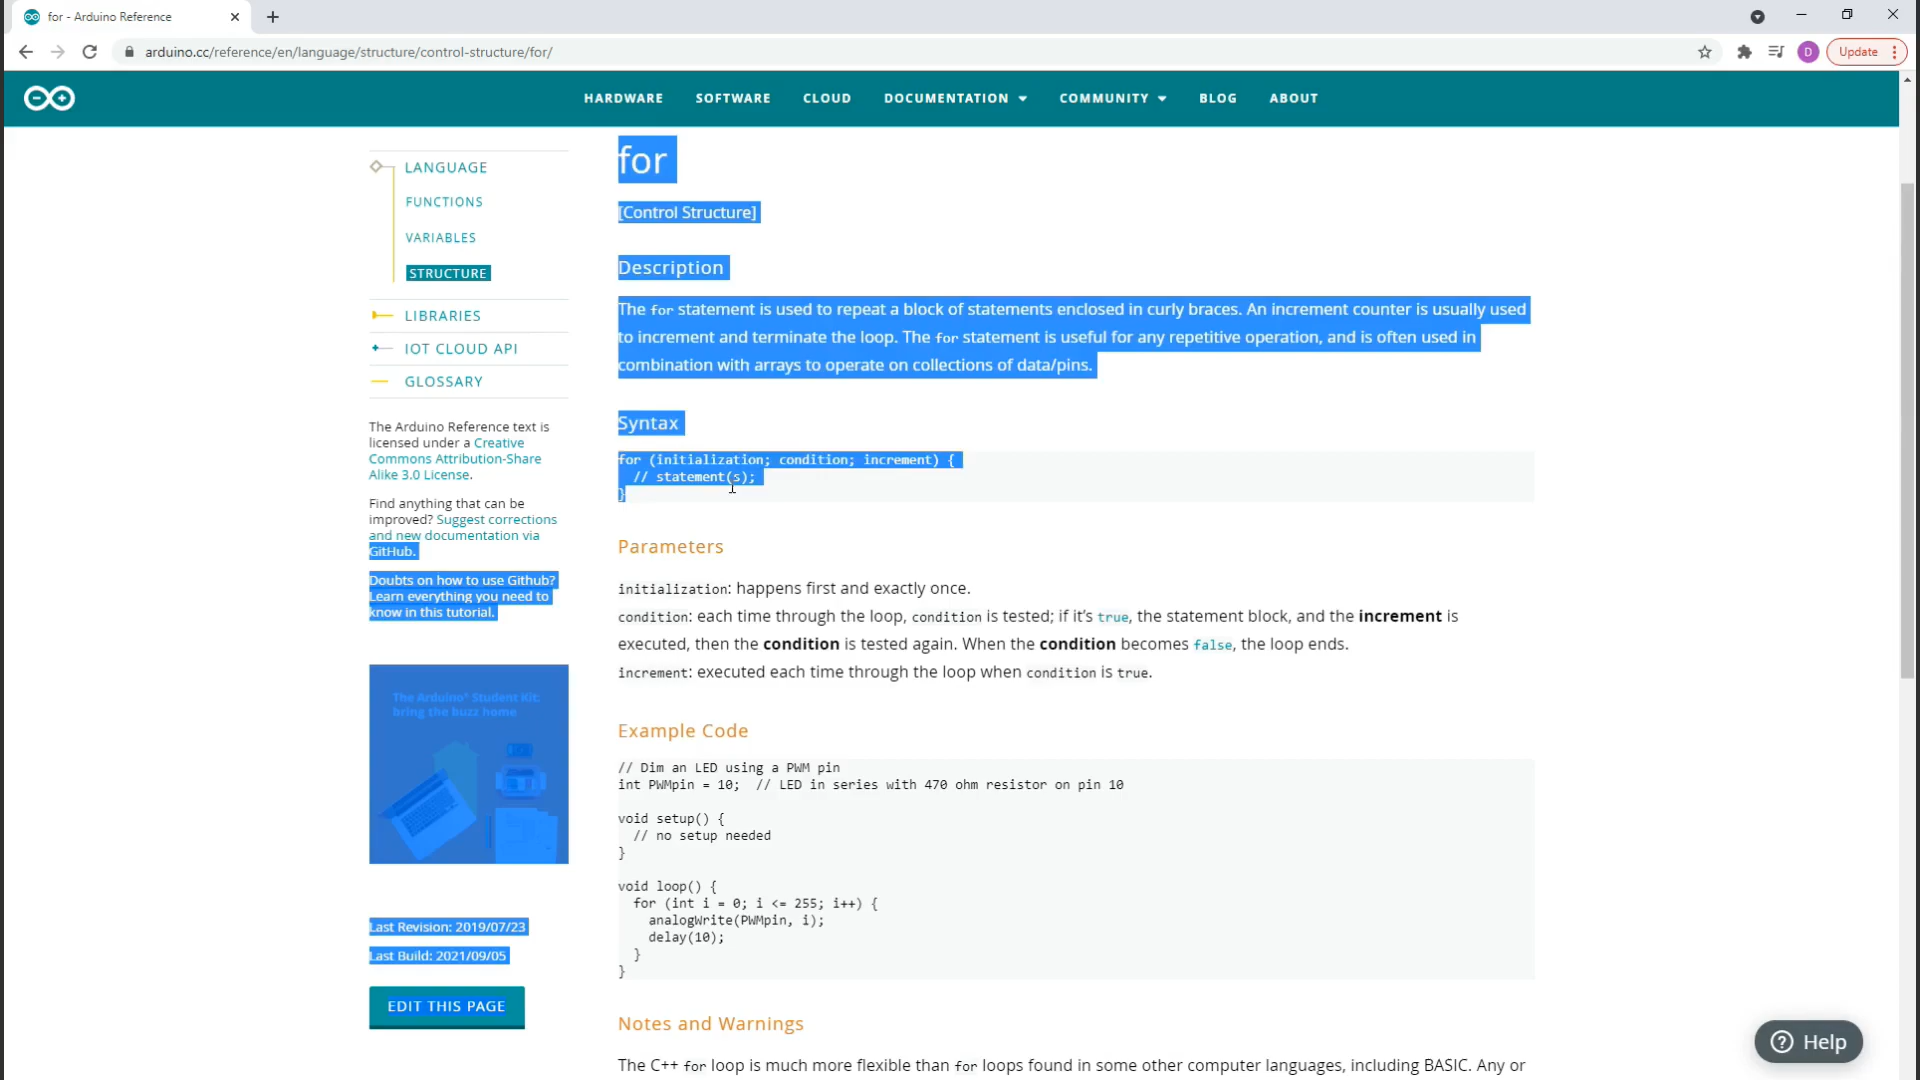 for - Arduino Reference
arduino.cc/reference/en/language/structure/control-structure/for/
D
Update
HARDWARE
SOFTWARE
CLOUD
DOCUMENTATION
COMMUNITY
BLOG
ABOUT
LANGUAGE
FUNCTIONS
VARIABLES
STRUCTURE
LIBRARIES
IOT CLOUD API
GLOSSARY
The Arduino Reference text is
licensed under a Creative
Commons Attribution-Share
Alike 3.0 License.
Find anything that can be
improved? Suggest corrections
and new documentation via
GitHub.
Doubts on how to use Github?
Learn everything you need to
know in this tutorial.
The Arduino® Student Kit:
bring the buzz home
Last Revision: 2019/07/23
Last Build: 2021/09/05
EDIT THIS PAGE
for
[Control Structure]
Description
The for statement is used to repeat a block of statements enclosed in curly braces. An increment counter is usually used
to increment and terminate the loop. The for statement is useful for any repetitive operation, and is often used in
combination with arrays to operate on collections of data/pins.
Syntax
for (initialization; condition; increment) {
  // statement(s);
}
Parameters
initialization: happens first and exactly once.
condition: each time through the loop, condition is tested; if it’s true, the statement block, and the increment is
executed, then the condition is tested again. When the condition becomes false, the loop ends.
increment: executed each time through the loop when condition is true.
Example Code
// Dim an LED using a PWM pin
int PWMpin = 10;  // LED in series with 470 ohm resistor on pin 10
void setup() {
  // no setup needed
}
void loop() {
  for (int i = 0; i <= 255; i++) {
    analogWrite(PWMpin, i);
    delay(10);
  }
}
Notes and Warnings
The C++ for loop is much more flexible than for loops found in some other computer languages, including BASIC. Any or
Help